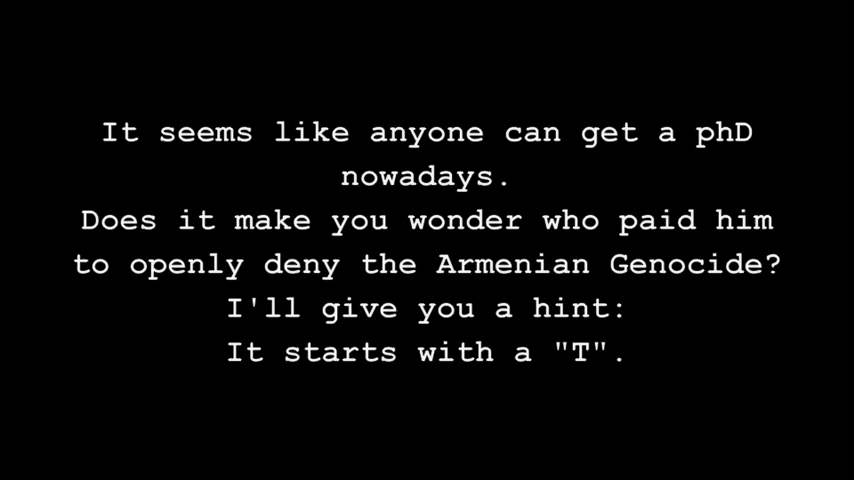 It seems like anyone can get a phD
nowadays.
Does it make you wonder who paid him
to openly deny the Armenian Genocide?
I'll give you a hint:
It starts with a "T".